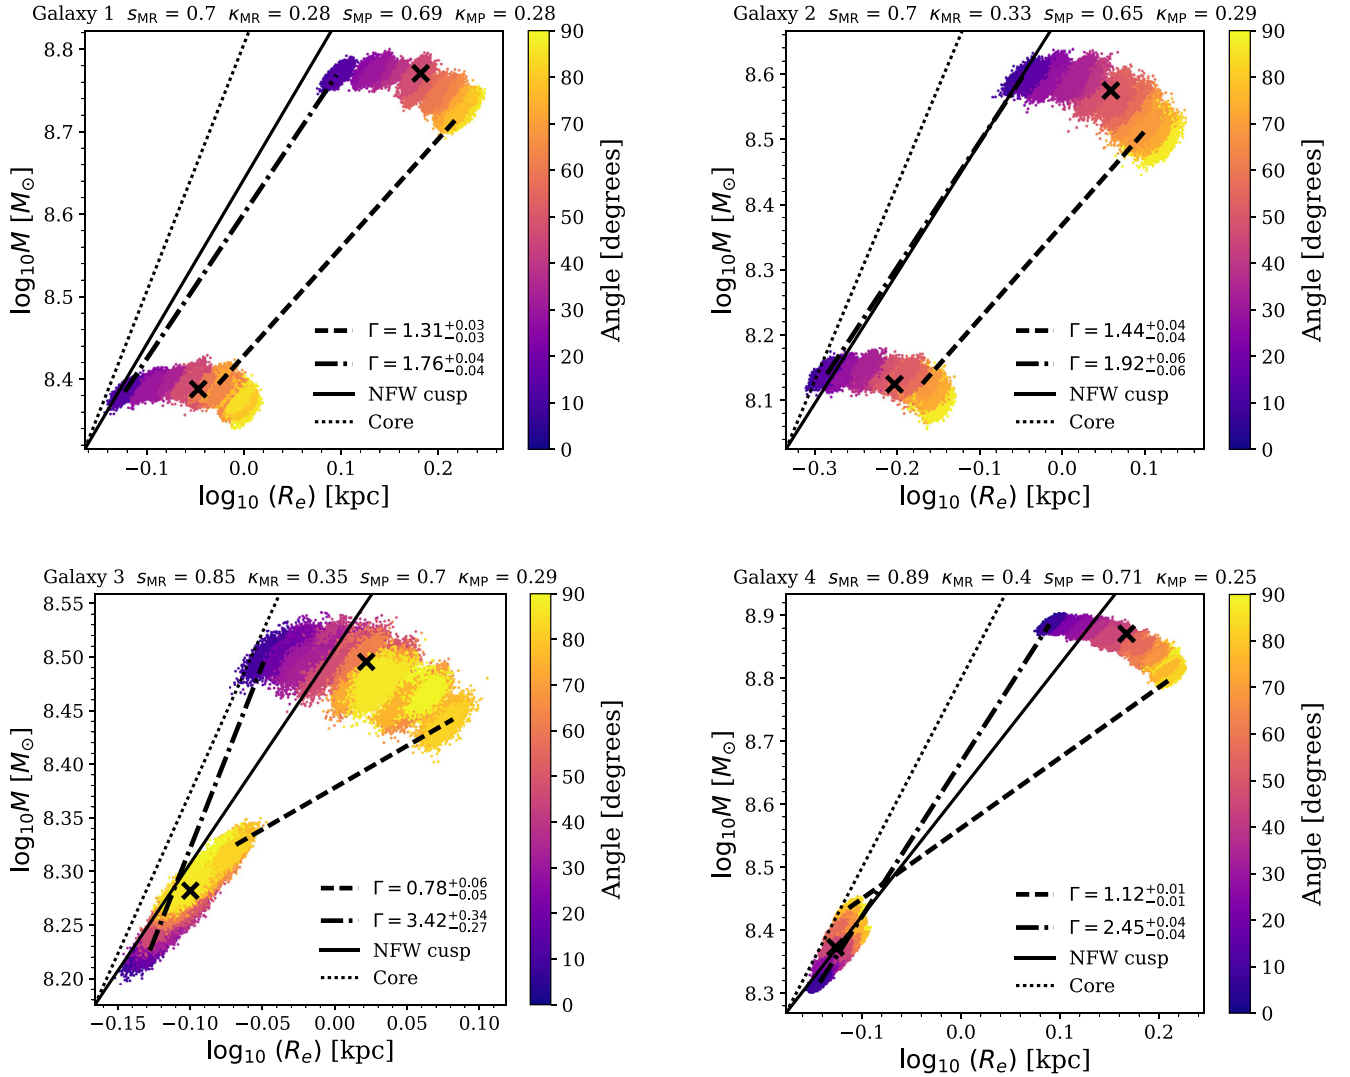 Galaxy 1 s_MR = 0.7 κ_MR = 0.28 s_MP = 0.69 κ_MP = 0.28
8.8
8.7
8.6
8.5
8.4
log₁₀M [M⊙]
−0.1 0.0 0.1 0.2
log₁₀ (Rₑ) [kpc]
Γ = 1.31 +0.03 −0.03
Γ = 1.76 +0.04 −0.04
NFW cusp
Core
90
80
70
60
50
40
30
20
10
0
Angle [degrees]
Galaxy 2 s_MR = 0.7 κ_MR = 0.33 s_MP = 0.65 κ_MP = 0.29
8.6
8.5
8.4
8.3
8.2
8.1
log₁₀M [M⊙]
−0.3 −0.2 −0.1 0.0 0.1
log₁₀ (Rₑ) [kpc]
Γ = 1.44 +0.04 −0.04
Γ = 1.92 +0.06 −0.06
NFW cusp
Core
90
80
70
60
50
40
30
20
10
0
Angle [degrees]
Galaxy 3 s_MR = 0.85 κ_MR = 0.35 s_MP = 0.7 κ_MP = 0.29
8.55
8.50
8.45
8.40
8.35
8.30
8.25
8.20
log₁₀M [M⊙]
−0.15 −0.10 −0.05 0.00 0.05 0.10
log₁₀ (Rₑ) [kpc]
Γ = 0.78 +0.06 −0.05
Γ = 3.42 +0.34 −0.27
NFW cusp
Core
90
80
70
60
50
40
30
20
10
0
Angle [degrees]
Galaxy 4 s_MR = 0.89 κ_MR = 0.4 s_MP = 0.71 κ_MP = 0.25
8.9
8.8
8.7
8.6
8.5
8.4
8.3
log₁₀M [M⊙]
−0.1 0.0 0.1 0.2
log₁₀ (Rₑ) [kpc]
Γ = 1.12 +0.01 −0.01
Γ = 2.45 +0.04 −0.04
NFW cusp
Core
90
80
70
60
50
40
30
20
10
0
Angle [degrees]